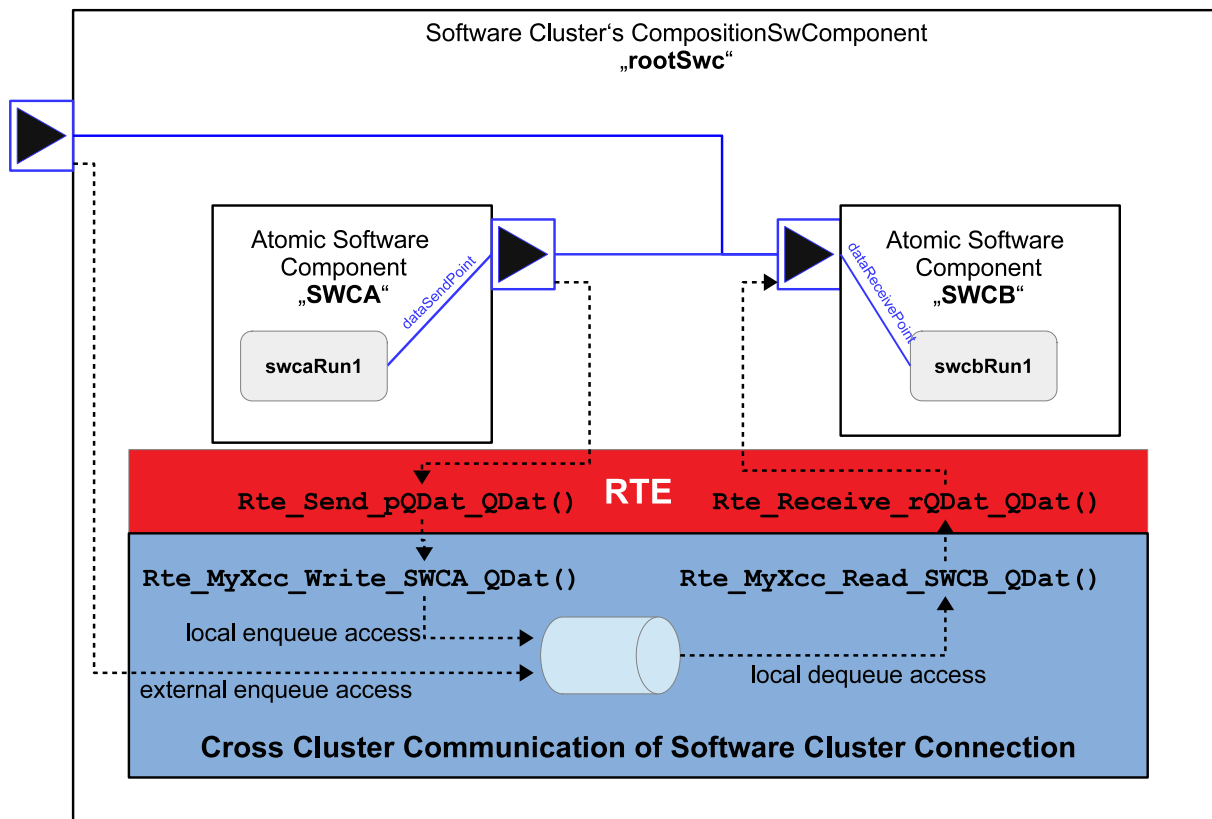 Software Cluster‘s CompositionSwComponent
„rootSwc“
Atomic Software
Component
„SWCA“
dataSendPoint
swcaRun1
Atomic Software
Component
„SWCB“
dataReceivePoint
swcbRun1
RTE
Rte_Send_pQDat_QDat()
Rte_Receive_rQDat_QDat()
Rte_MyXcc_Write_SWCA_QDat()
Rte_MyXcc_Read_SWCB_QDat()
local enqueue access
external enqueue access
local dequeue access
Cross Cluster Communication of Software Cluster Connection